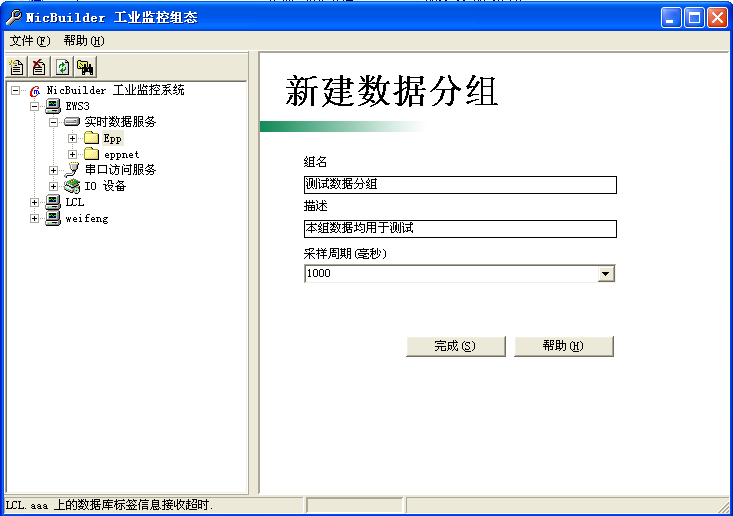 NicBuilder 工业监控组态
文件(F) 帮助(H)
NicBuilder 工业监控系统
EWS3
实时数据服务
Epp
eppnet
串口访问服务
IO 设备
LCL
weifeng
新建数据分组
组名
测试数据分组
描述
本组数据均用于测试
采样周期(毫秒)
1000
完成(S) 帮助(H)
LCL.aaa 上的数据库标签信息接收超时.